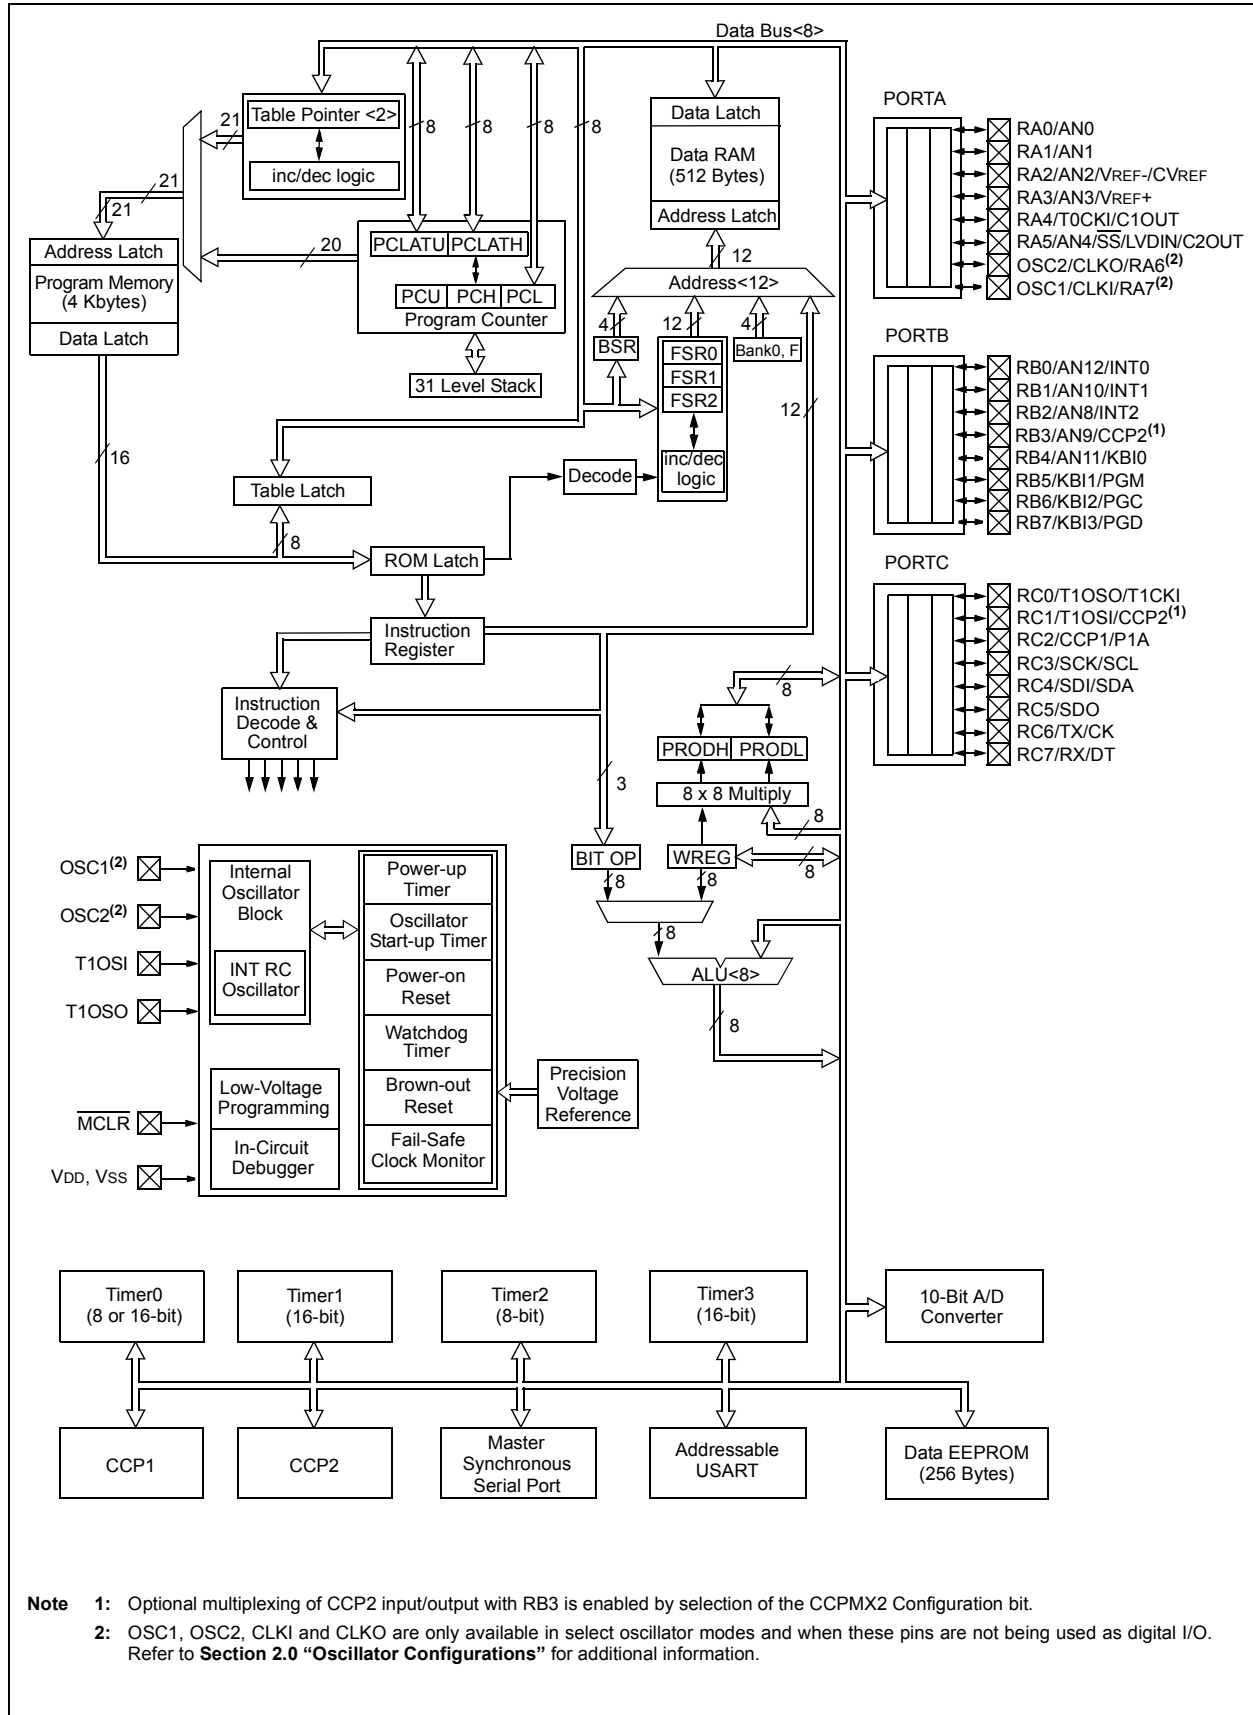 Data Bus<8>
Table Pointer <2>
inc/dec logic
21
21
21
20
8
8
8
8
Address Latch
Program Memory
(4 Kbytes)
Data Latch
PCLATU PCLATH
PCU PCH PCL
Program Counter
31 Level Stack
Data Latch
Data RAM
(512 Bytes)
Address Latch
12
Address<12>
4
12
4
BSR
FSR0
FSR1
FSR2
Bank0, F
inc/dec
logic
12
16
Table Latch
8
Decode
ROM Latch
Instruction
Register
Instruction
Decode &
Control
8
PRODH PRODL
8 x 8 Multiply
3
8
BIT OP
WREG
8
8
8
8
ALU<8>
8
PORTA
RA0/AN0
RA1/AN1
RA2/AN2/VREF-/CVREF
RA3/AN3/VREF+
RA4/T0CKI/C1OUT
RA5/AN4/SS/LVDIN/C2OUT
OSC2/CLKO/RA6(2)
OSC1/CLKI/RA7(2)
PORTB
RB0/AN12/INT0
RB1/AN10/INT1
RB2/AN8/INT2
RB3/AN9/CCP2(1)
RB4/AN11/KBI0
RB5/KBI1/PGM
RB6/KBI2/PGC
RB7/KBI3/PGD
PORTC
RC0/T1OSO/T1CKI
RC1/T1OSI/CCP2(1)
RC2/CCP1/P1A
RC3/SCK/SCL
RC4/SDI/SDA
RC5/SDO
RC6/TX/CK
RC7/RX/DT
OSC1(2)
OSC2(2)
T1OSI
T1OSO
MCLR
VDD, VSS
Internal
Oscillator
Block
INT RC
Oscillator
Low-Voltage
Programming
In-Circuit
Debugger
Power-up
Timer
Oscillator
Start-up Timer
Power-on
Reset
Watchdog
Timer
Brown-out
Reset
Fail-Safe
Clock Monitor
Precision
Voltage
Reference
Timer0
(8 or 16-bit)
Timer1
(16-bit)
Timer2
(8-bit)
Timer3
(16-bit)
10-Bit A/D
Converter
CCP1
CCP2
Master
Synchronous
Serial Port
Addressable
USART
Data EEPROM
(256 Bytes)
Note 1: Optional multiplexing of CCP2 input/output with RB3 is enabled by selection of the CCPMX2 Configuration bit.
2: OSC1, OSC2, CLKI and CLKO are only available in select oscillator modes and when these pins are not being used as digital I/O.
Refer to Section 2.0 “Oscillator Configurations” for additional information.